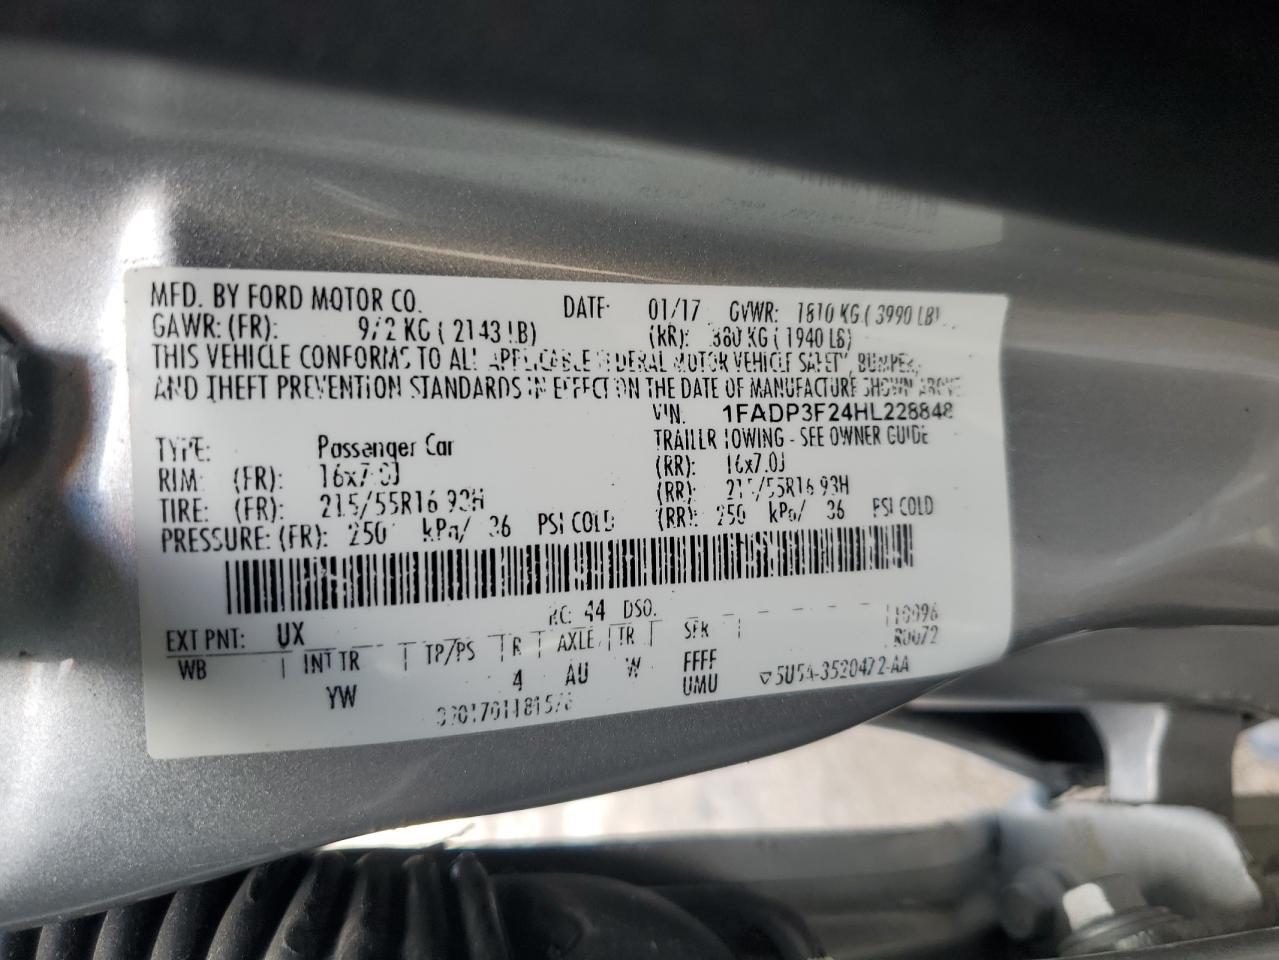 MFD. BY FORD MOTOR CO. DATE: 01/17 GVWR: 1810 KG ( 3990 LB)
GAWR: (FR): 972 KG ( 2143 LB) (RR): 880 KG ( 1940 LB)
THIS VEHICLE CONFORMS TO ALL APPLICABLE FEDERAL MOTOR VEHICLE SAFETY, BUMPER,
AND THEFT PREVENTION STANDARDS IN EFFECT ON THE DATE OF MANUFACTURE SHOWN ABOVE.
VIN: 1FADP3F24HL228848
TYPE: Passenger Car TRAILER TOWING - SEE OWNER GUIDE
RIM: (FR): 16x7.0J (RR): 16x7.0J
TIRE: (FR): 215/55R16 93H (RR): 215/55R16 93H
PRESSURE: (FR): 250 kPa/ 36 PSI COLD (RR): 250 kPa/ 36 PSI COLD
EXT PNT: UX RC: 44 DSO:
WB INT TR TP/PS R AXLE TR SPR
YW 4 AU W FFFF
UMU
▽5U5A-3520472-AA